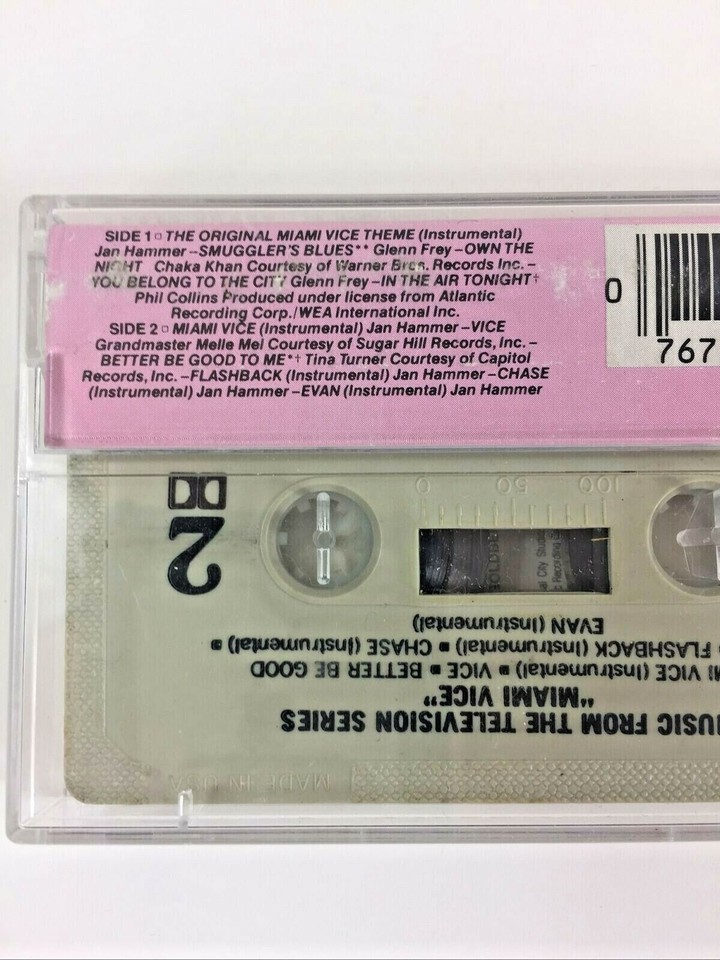 SIDE 1 □ THE ORIGINAL MIAMI VICE THEME (Instrumental)
Jan Hammer –SMUGGLER'S BLUES** Glenn Frey –OWN THE
NIGHT Chaka Khan Courtesy of Warner Bros. Records Inc. –
YOU BELONG TO THE CITY Glenn Frey –IN THE AIR TONIGHT†
Phil Collins Produced under license from Atlantic
Recording Corp./WEA International Inc.
SIDE 2 □ MIAMI VICE (Instrumental) Jan Hammer –VICE
Grandmaster Melle Mel Courtesy of Sugar Hill Records, Inc. –
BETTER BE GOOD TO ME*† Tina Turner Courtesy of Capitol
Records, Inc. –FLASHBACK (Instrumental) Jan Hammer –CHASE
(Instrumental) Jan Hammer –EVAN (Instrumental) Jan Hammer
0
767
MADE IN U.S.A.
MUSIC FROM THE TELEVISION SERIES
"MIAMI VICE"
MI VICE (Instrumental) ■ VICE ■ BETTER BE GOOD
FLASHBACK (Instrumental) ■ CHASE (Instrumental) ■
EVAN (Instrumental)
2
0 50 100